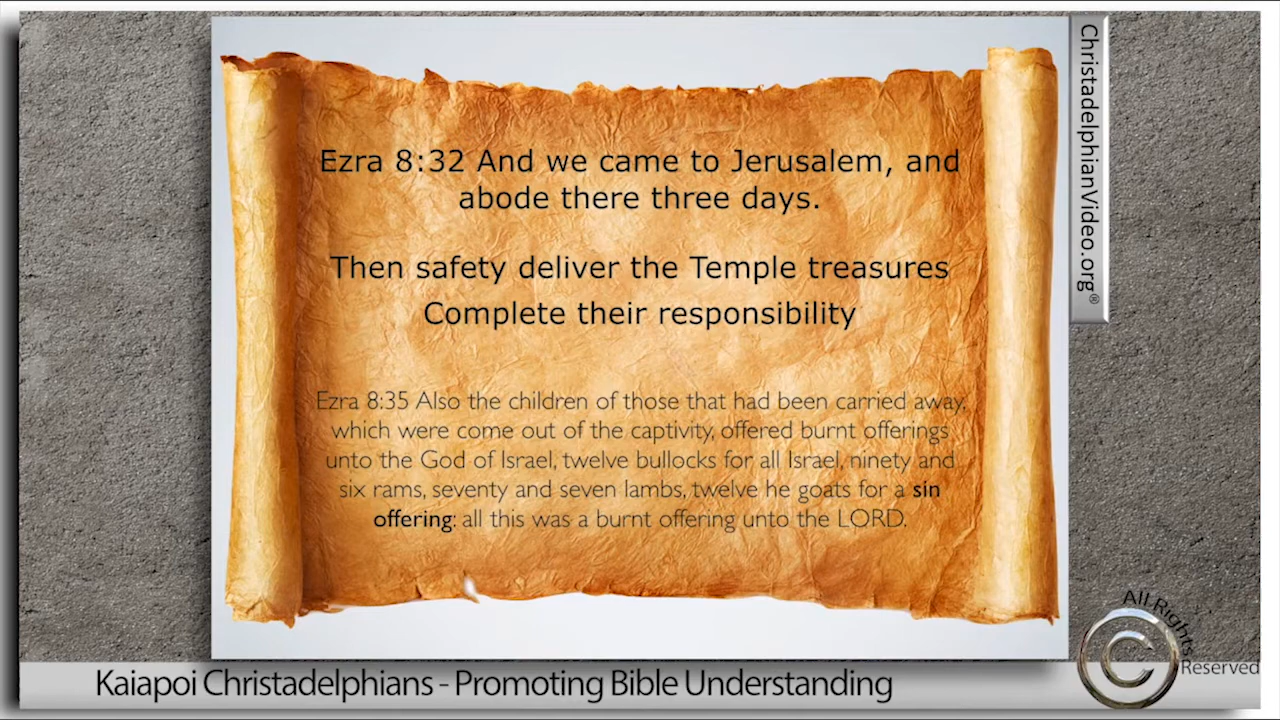 Ezra 8:32 And we came to Jerusalem, and
abode there three days.
Then safety deliver the Temple treasures
Complete their responsibility
Ezra 8:35 Also the children of those that had been carried away,
which were come out of the captivity, offered burnt offerings
unto the God of Israel, twelve bullocks for all Israel, ninety and
six rams, seventy and seven lambs, twelve he goats for a sin
offering: all this was a burnt offering unto the LORD.
ChristadelphianVideo.org®
All Rights
Reserved
Kaiapoi Christadelphians - Promoting Bible Understanding